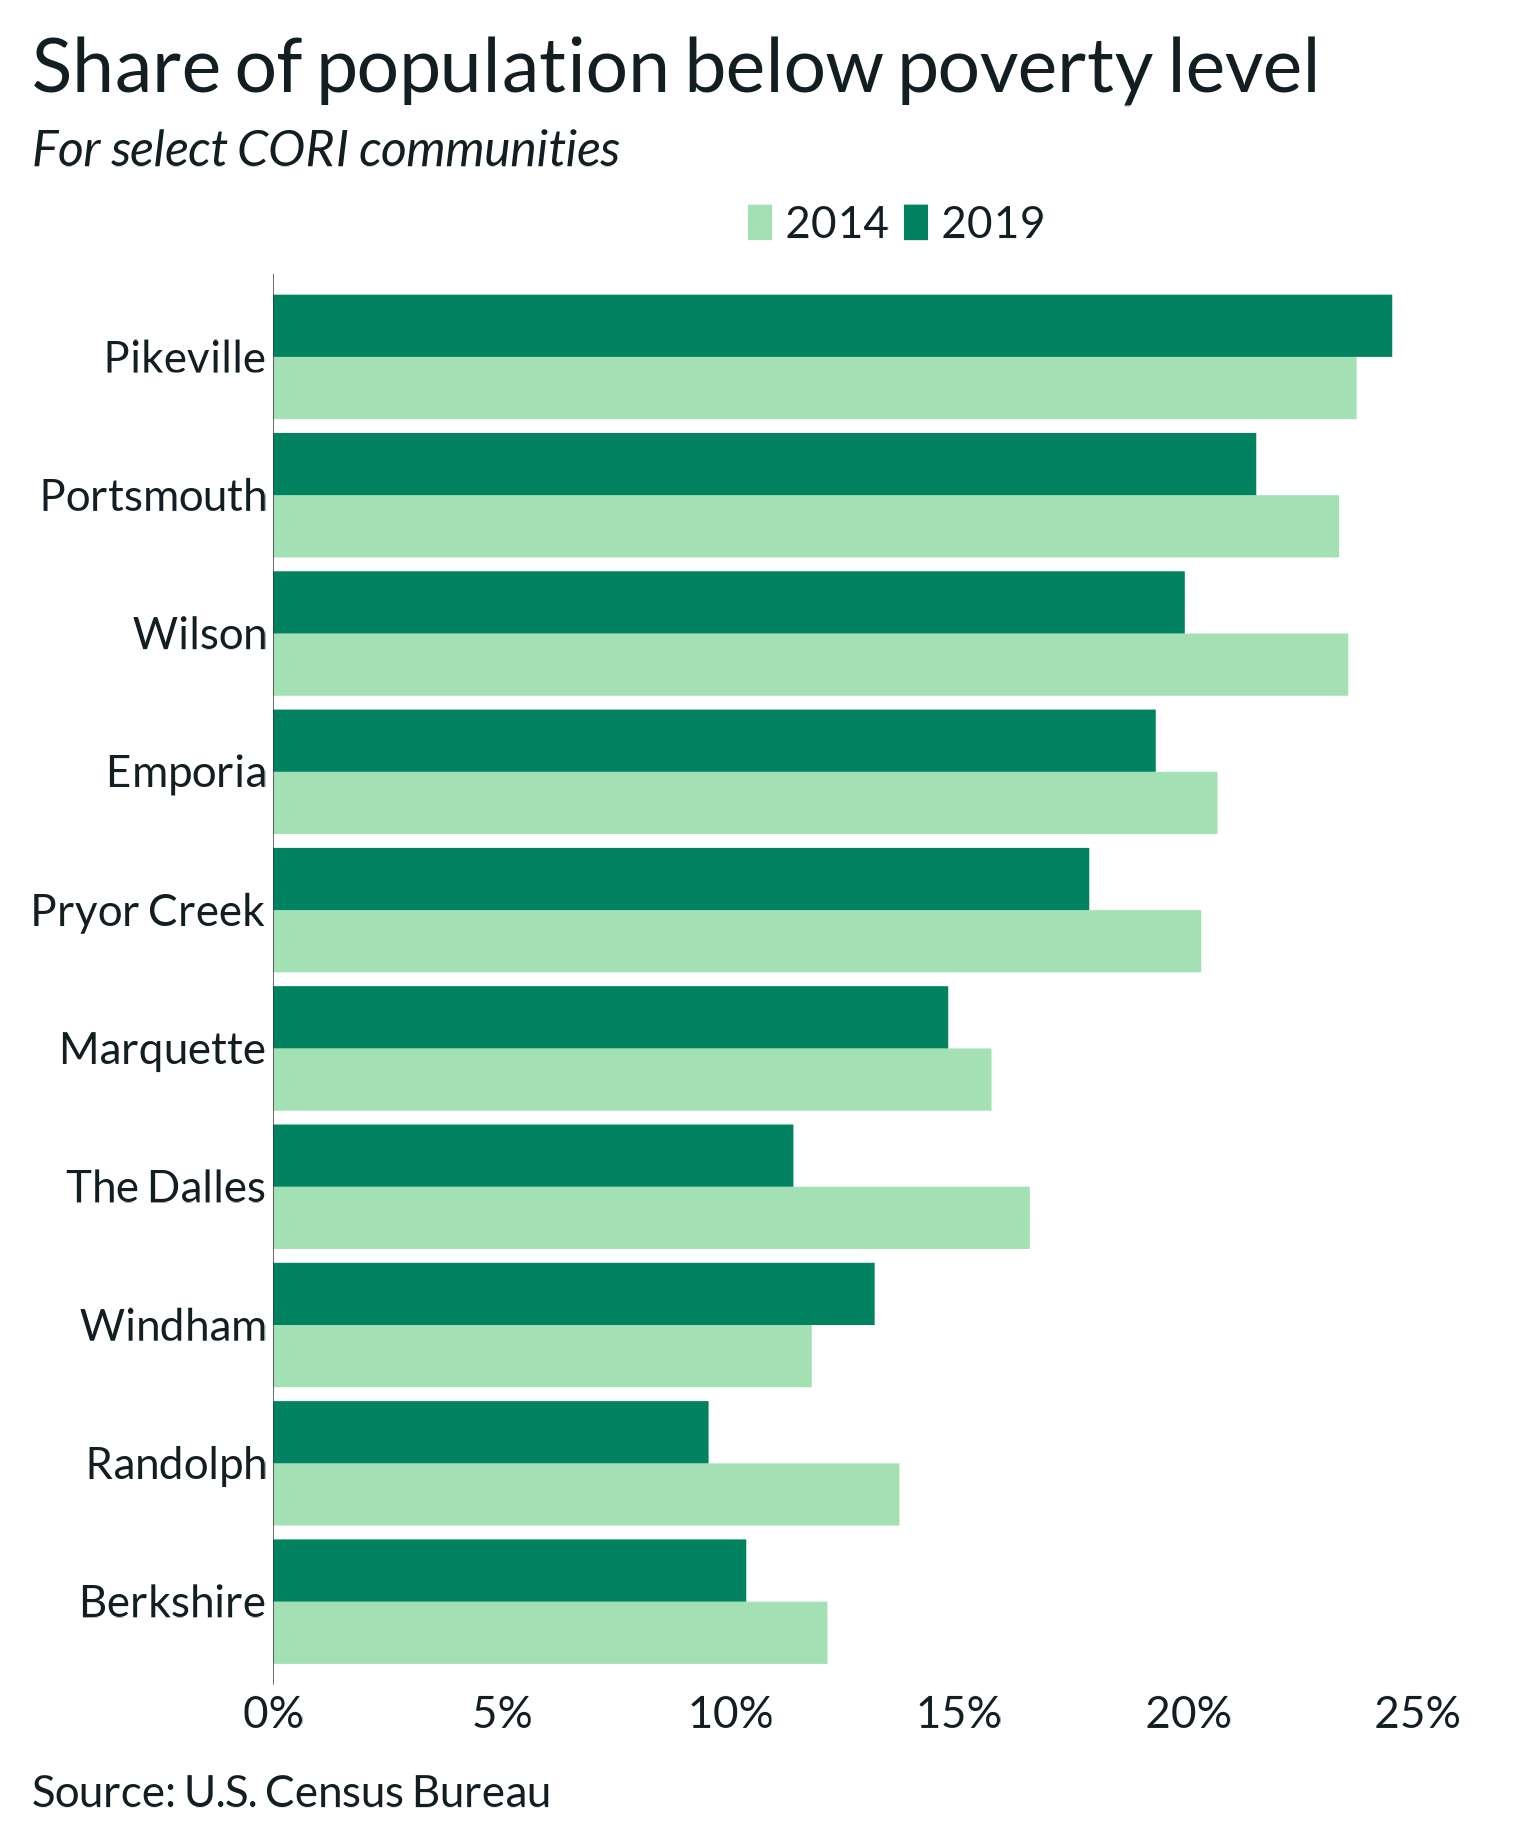 Share of population below poverty level
For select CORI communities
2014 2019
Pikeville
Portsmouth
Wilson
Emporia
Pryor Creek
Marquette
The Dalles
Windham
Randolph
Berkshire
0% 5% 10% 15% 20% 25%
Source: U.S. Census Bureau